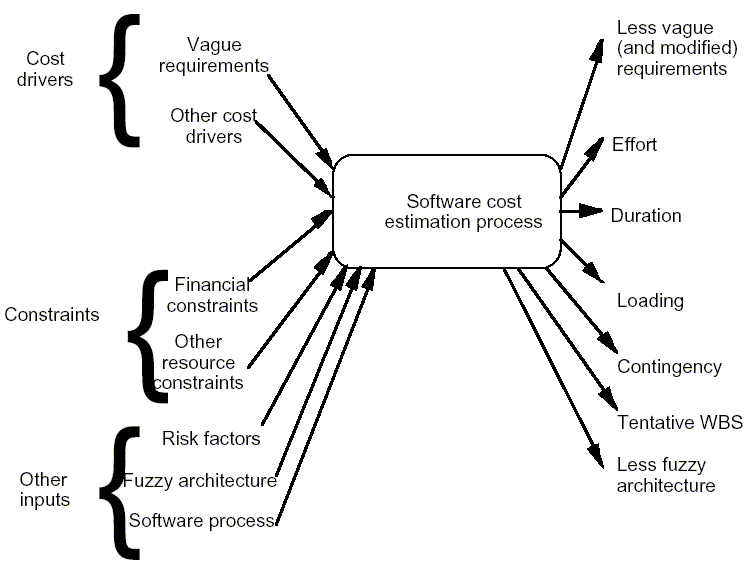 Cost
drivers
Vague
requirements
Other cost
drivers
Constraints
Financial
constraints
Other
resource
constraints
Other
inputs
Risk factors
Fuzzy architecture
Software process
Software cost
estimation process
Less vague
(and modified)
requirements
Effort
Duration
Loading
Contingency
Tentative WBS
Less fuzzy
architecture